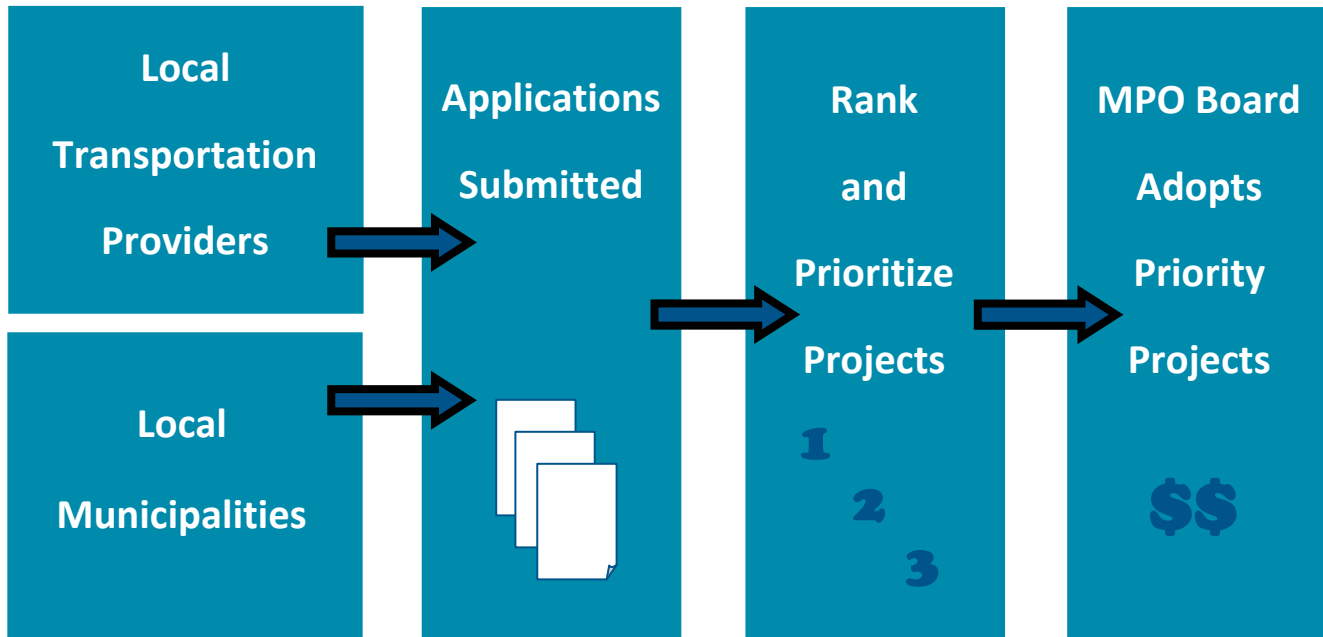 Local
Transportation
Providers
Local
Municipalities
Applications
Submitted
Rank
and
Prioritize
Projects
1
2
3
MPO Board
Adopts
Priority
Projects
$$